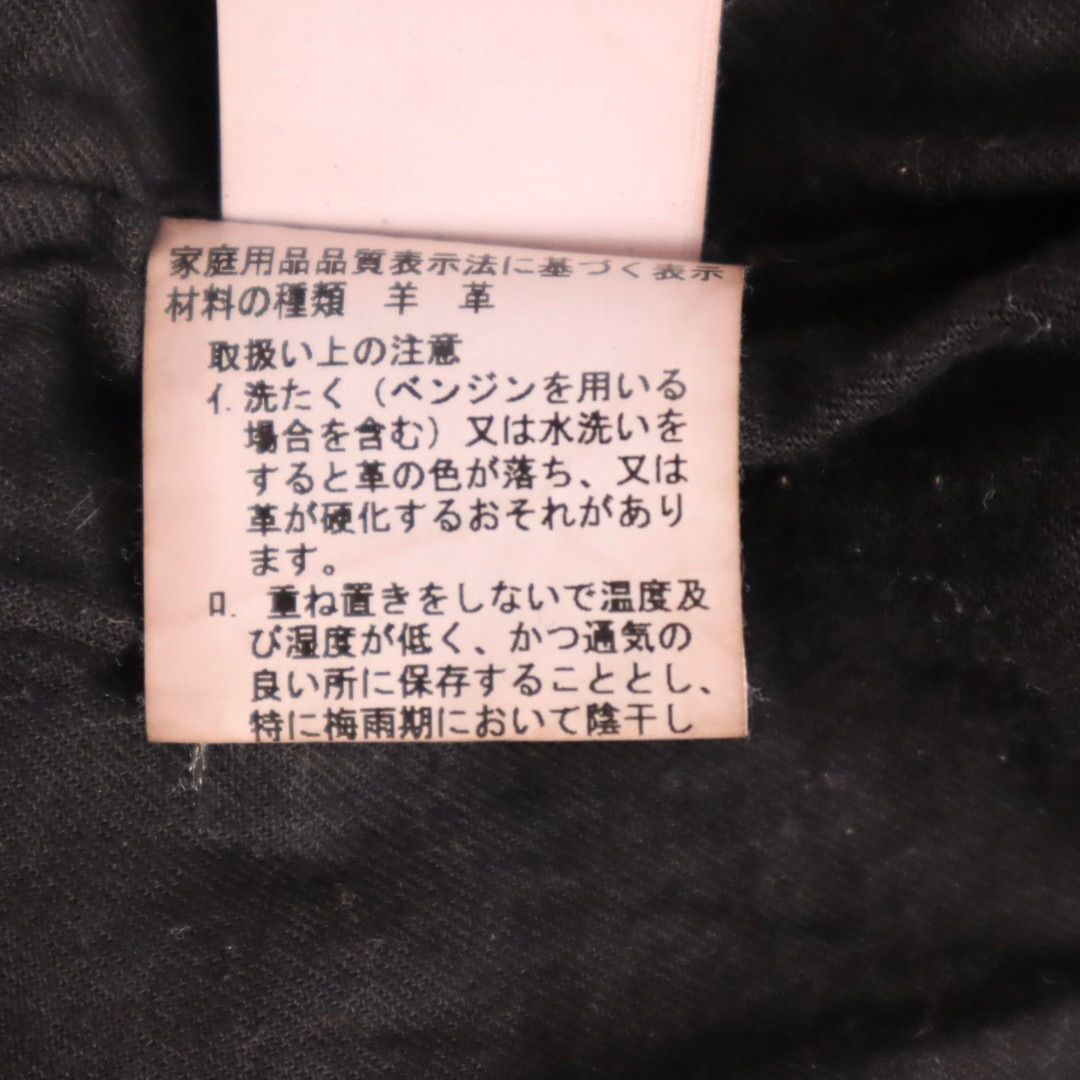 家庭用品品質表示法に基づく表示
材料の種類 羊 革
取扱い上の注意
イ. 洗たく（ベンジンを用いる
場合を含む）又は水洗いを
すると革の色が落ち、又は
革が硬化するおそれがあり
ます。
ロ. 重ね置きをしないで温度及
び湿度が低く、かつ通気の
良い所に保存することとし、
特に梅雨期において陰干し